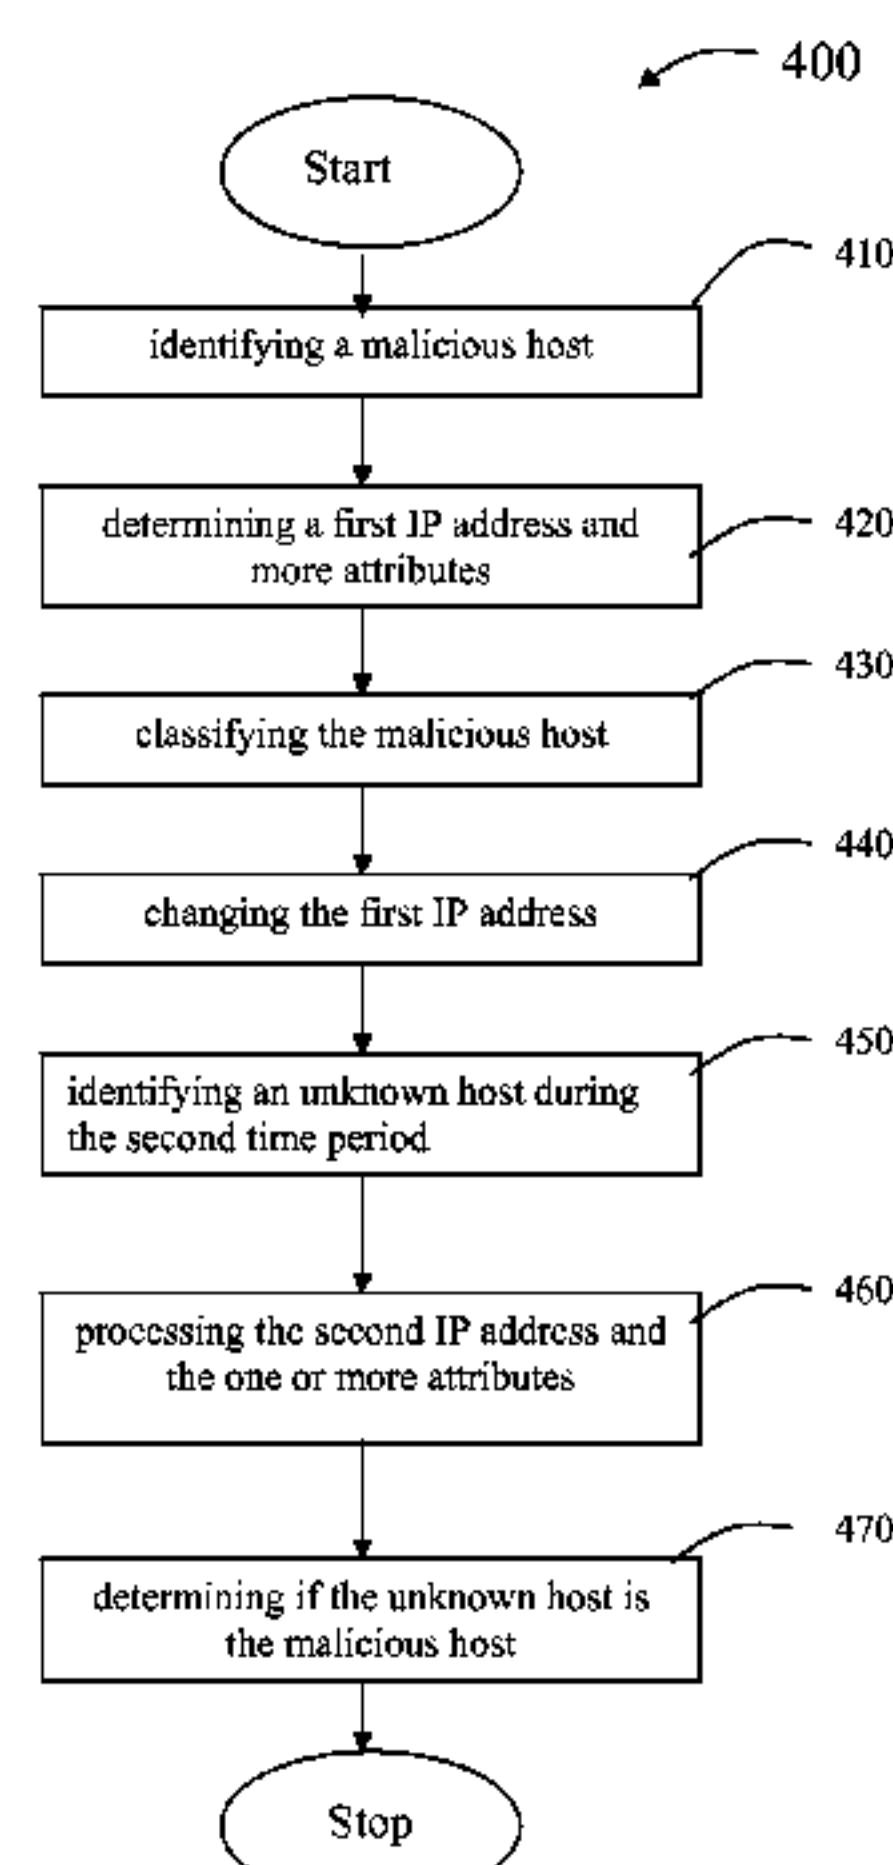 400
Start
410
identifying a malicious host
determining a first IP address and
more attributes
420
430
classifying the malicious host
440
changing the first IP address
450
identifying an unknown host during
the second time period
460
processing the second IP address and
the one or more attributes
470
determining if the unknown host is
the malicious host
Stop